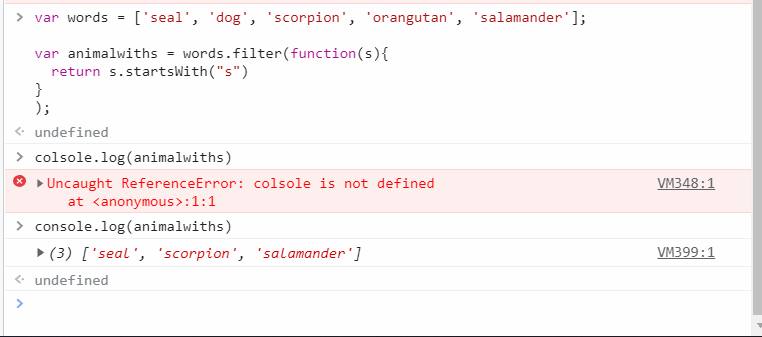 > var words = ['seal', 'dog', 'scorpion', 'orangutan', 'salamander'];
var animalwiths = words.filter(function(s){
return s.startsWith("s")
}
);
undefined
> colsole.log(animalwiths)
Uncaught ReferenceError: colsole is not defined VM348:1
at <anonymous>:1:1
> console.log(animalwiths)
(3) ['seal', 'scorpion', 'salamander'] VM399:1
undefined
>